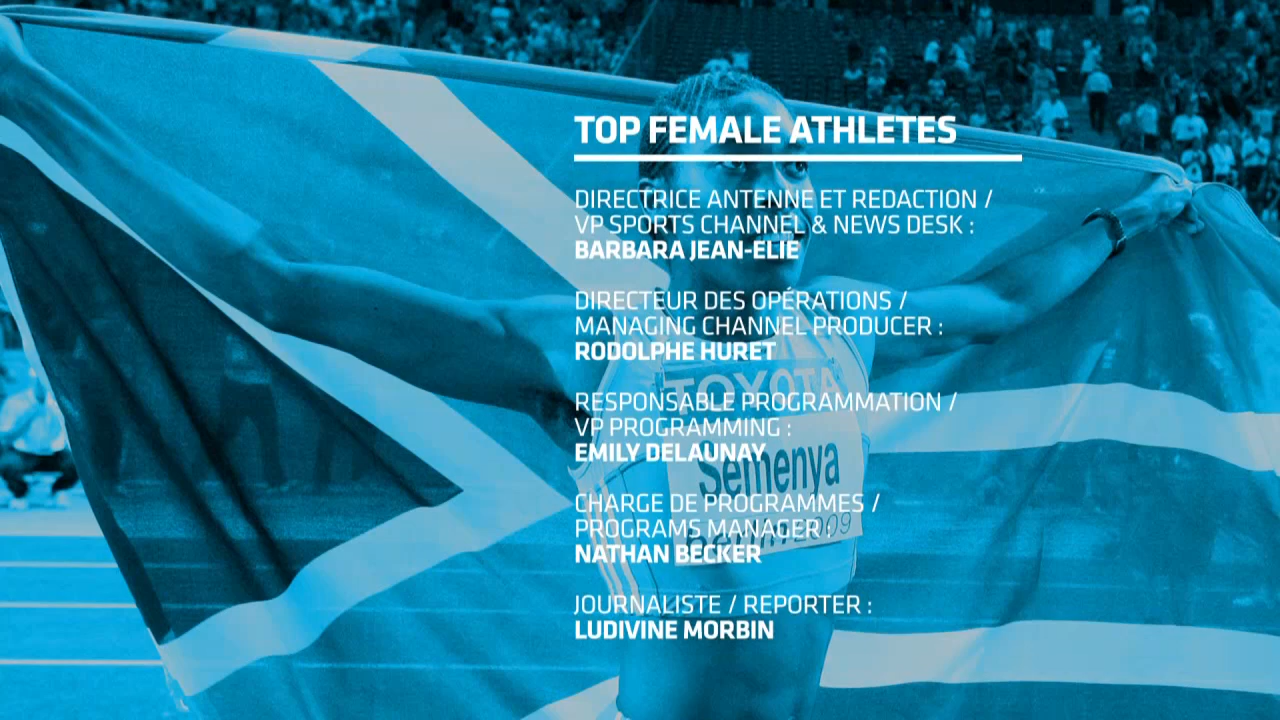 TOP FEMALE ATHLETES
DIRECTRICE ANTENNE ET REDACTION /
VP SPORTS CHANNEL & NEWS DESK :
BARBARA JEAN-ELIE
DIRECTEUR DES OPÉRATIONS /
MANAGING CHANNEL PRODUCER :
RODOLPHE HURET
TOYOTA
RESPONSABLE PROGRAMMATION /
VP PROGRAMMING :
EMILY DELAUNAY
Semenya
CHARGE DE PROGRAMMES /
PROGRAMS MANAGER :
berlin 2009
NATHAN BECKER
JOURNALISTE / REPORTER :
LUDIVINE MORBIN